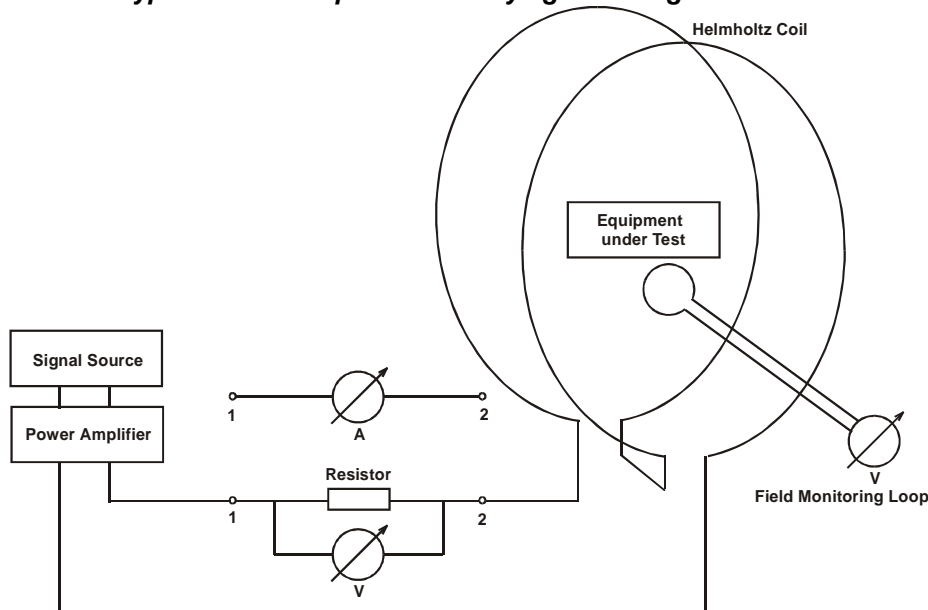 Helmholtz Coil
Equipment
under Test
Signal Source
Power Amplifier
1
A
2
Resistor
1
2
V
V
Field Monitoring Loop